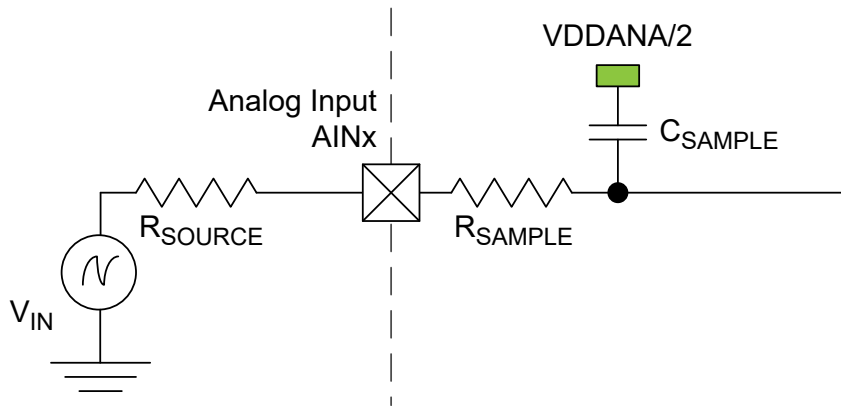 VDDANA/2
Analog Input
AINx
CSAMPLE
RSOURCE
RSAMPLE
VIN